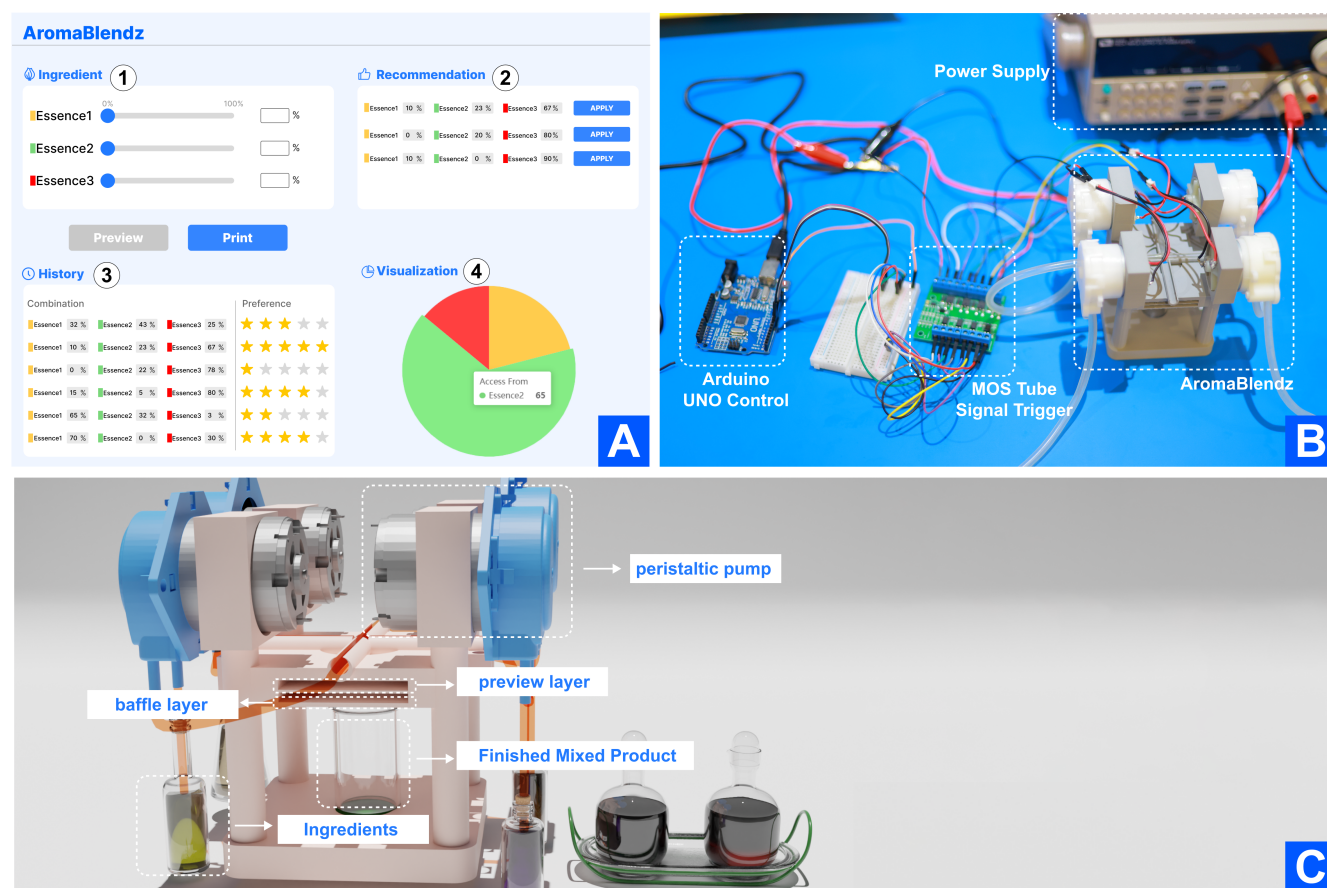 AromaBlendz
Ingredient 1
0% 100%
Essence1 %
Essence2 %
Essence3 %
Preview Print
Recommendation 2
Essence1 10 % Essence2 23 % Essence3 67% APPLY
Essence1 0 % Essence2 20 % Essence3 80% APPLY
Essence1 10 % Essence2 0 % Essence3 90% APPLY
History 3
Combination Preference
Essence1 32 % Essence2 43 % Essence3 25 %
Essence1 10 % Essence2 23 % Essence3 67 %
Essence1 0 % Essence2 22 % Essence3 78 %
Essence1 15 % Essence2 5 % Essence3 80 %
Essence1 65 % Essence2 32 % Essence3 3 %
Essence1 70 % Essence2 0 % Essence3 30 %
Visualization 4
Access From
Essence2 65
A
Power Supply
Arduino
UNO Control
MOS Tube
Signal Trigger
AromaBlendz
UNO
B
peristaltic pump
preview layer
baffle layer
Finished Mixed Product
Ingredients
C